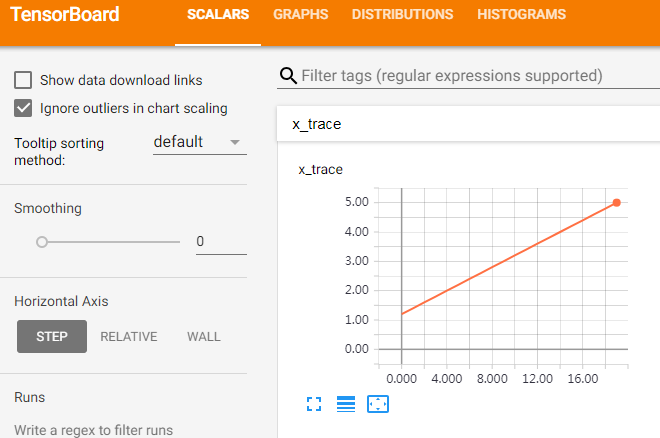 TensorBoard SCALARS GRAPHS DISTRIBUTIONS HISTOGRAMS
Show data download links
Ignore outliers in chart scaling
Tooltip sorting
method:
default
Smoothing
0
Horizontal Axis
STEP RELATIVE WALL
Runs
Write a regex to filter runs
Filter tags (regular expressions supported)
x_trace
x_trace
5.00
4.00
3.00
2.00
1.00
0.00
0.000 4.000 8.000 12.00 16.00